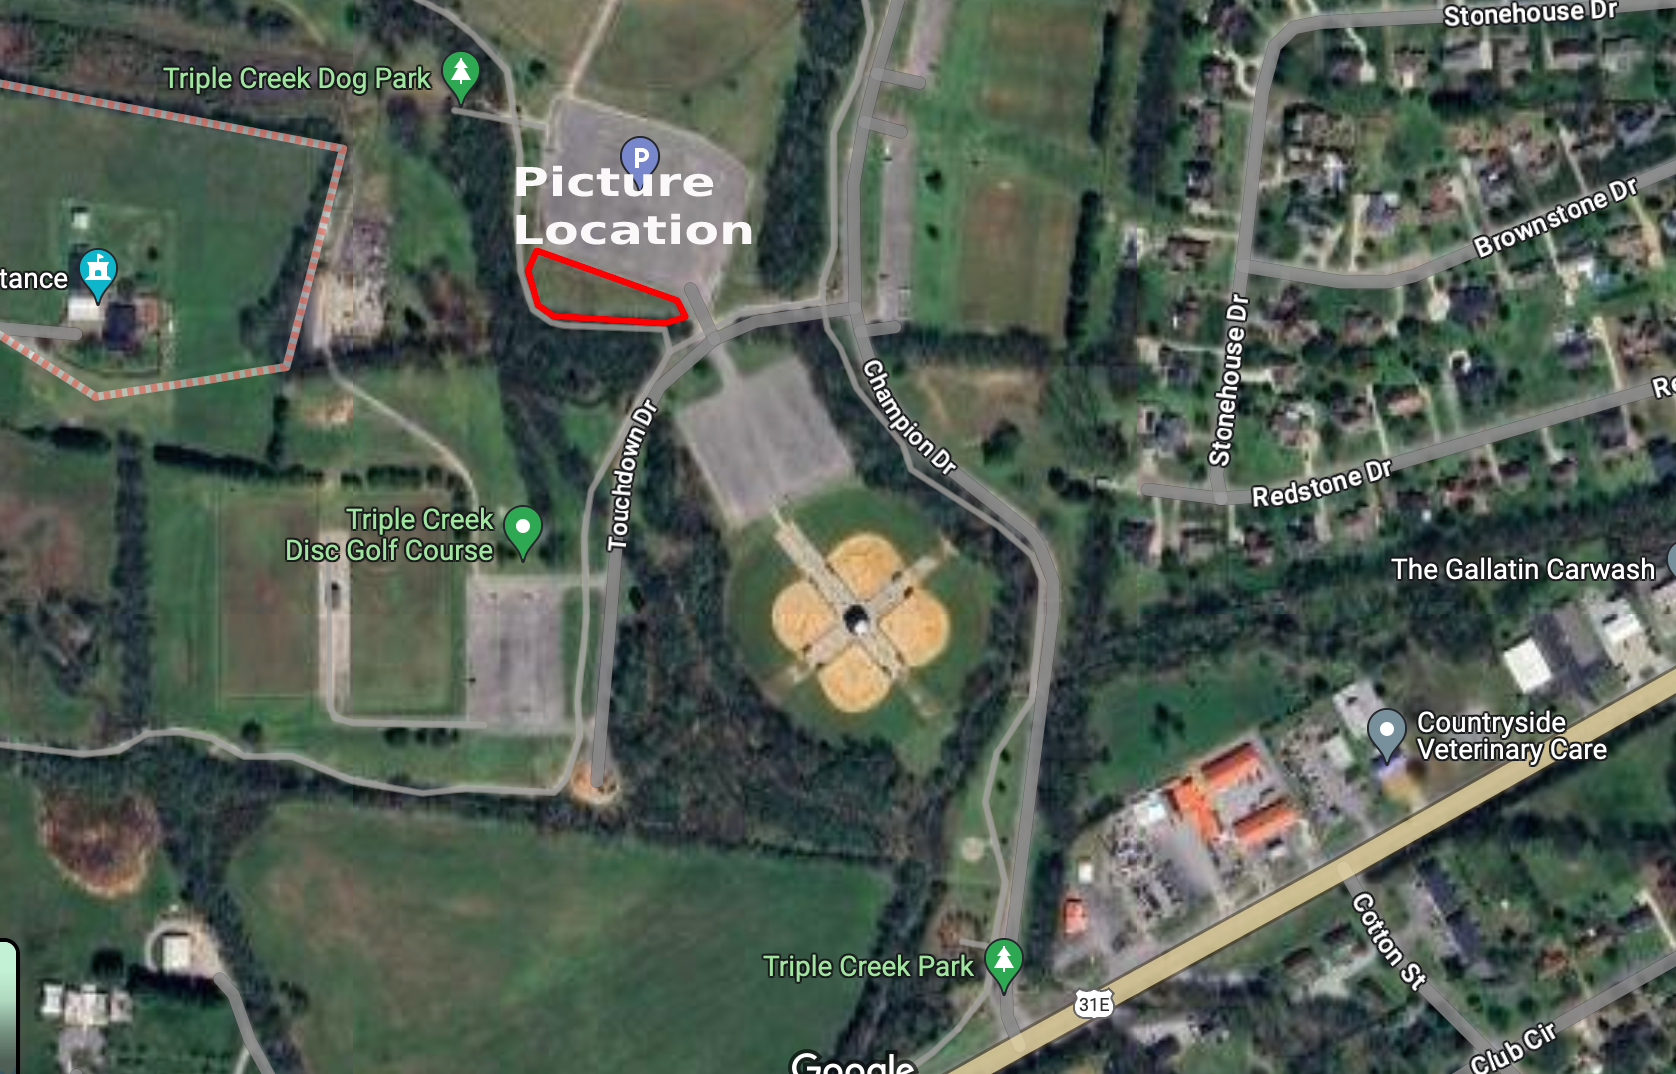 Stonehouse Dr
Triple Creek Dog Park
P
Picture
Location
Brownstone Dr
tance
Stonehouse Dr
Champion Dr
Touchdown Dr
Redstone Dr
Triple Creek
Disc Golf Course
The Gallatin Carwash
Countryside
Veterinary Care
Cotton St
Triple Creek Park
31E
Club Cir
Google